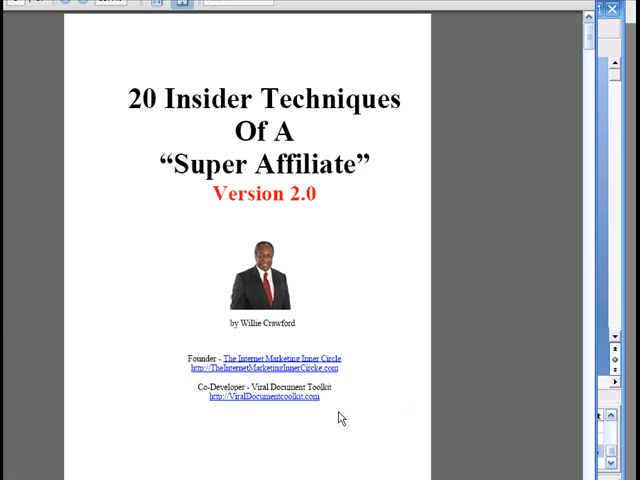 20 Insider Techniques
Of A
“Super Affiliate”
Version 2.0
by Willie Crawford
Founder - The Internet Marketing Inner Circle
http://TheInternetMarketingInnerCircke.com
Co-Developer - Viral Document Toolkit
http://ViralDocumentcoolkit.com